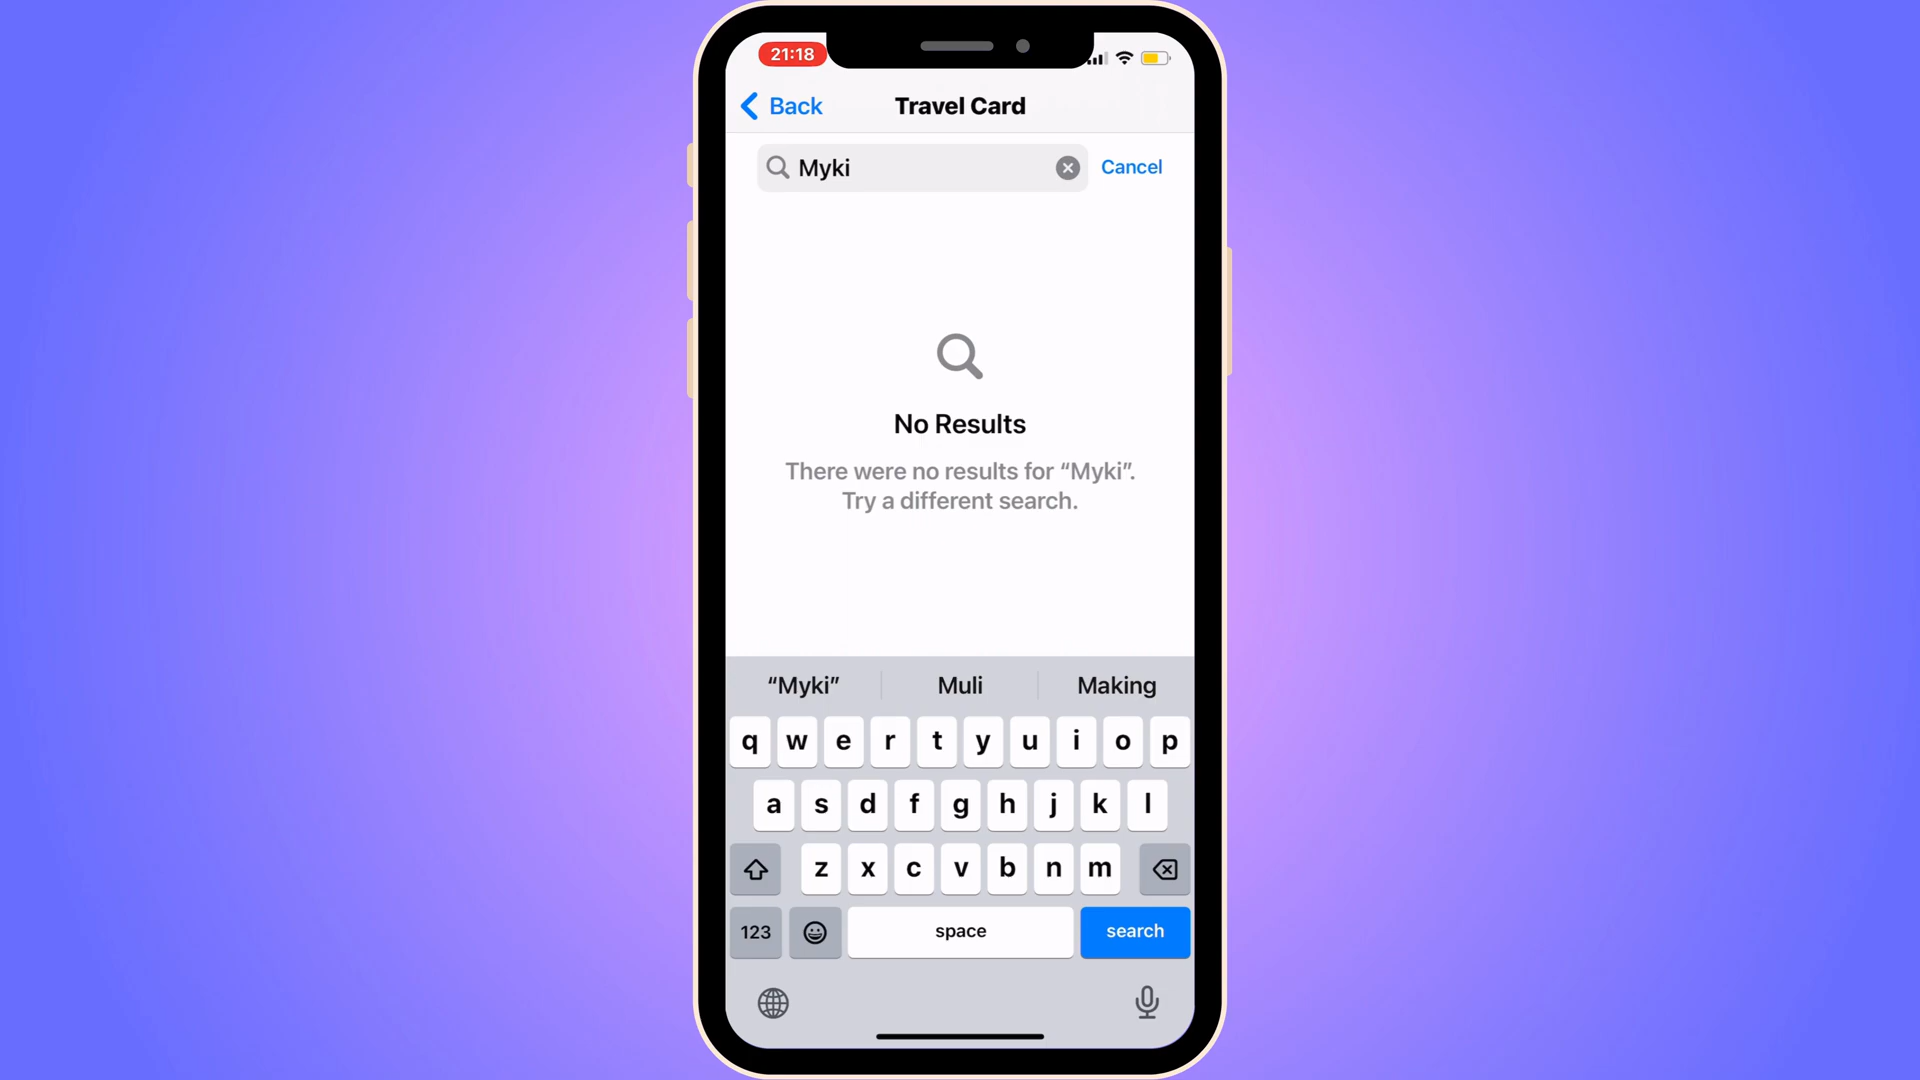 21:18
Back
Travel Card
Myki
Cancel
No Results
There were no results for “Myki”.
Try a different search.
“Myki” Muli Making
q w e r t y u i o p
a s d f g h j k l
z x c v b n m
123 space search